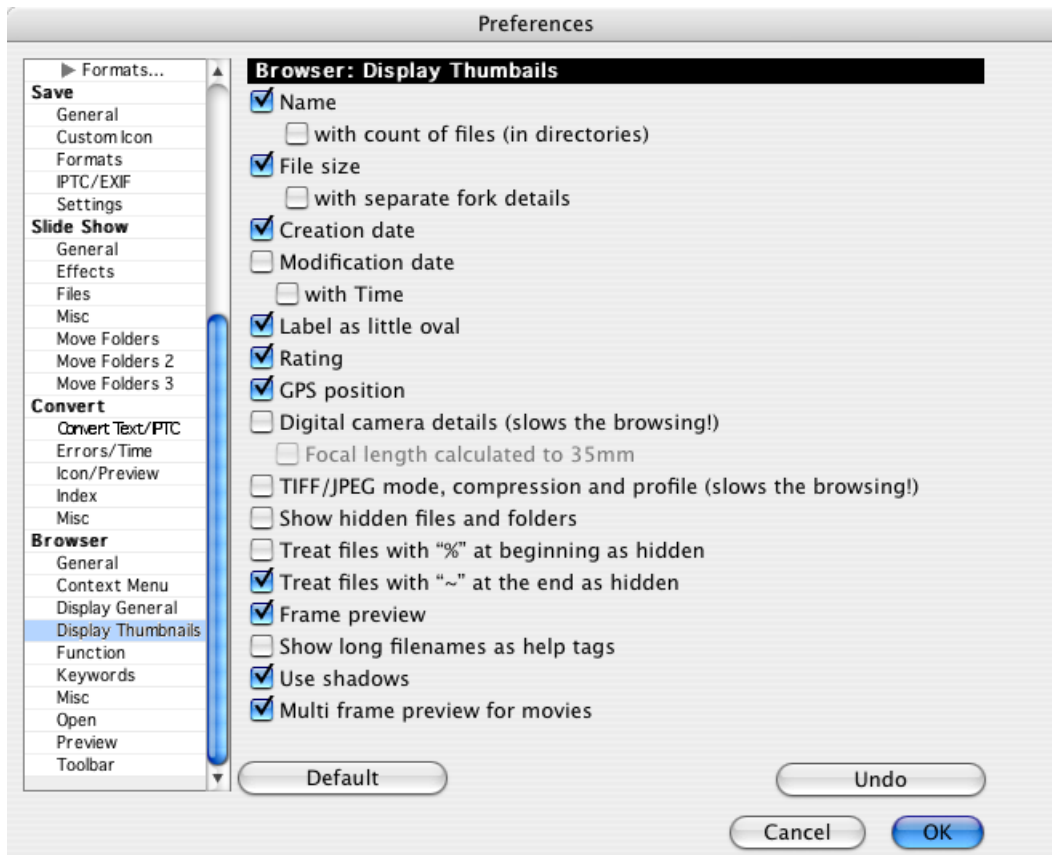 Preferences
▶ Formats...
Save
General
Custom Icon
Formats
IPTC/EXIF
Settings
Slide Show
General
Effects
Files
Misc
Move Folders
Move Folders 2
Move Folders 3
Convert
Convert Text/IPTC
Errors/Time
Icon/Preview
Index
Misc
Browser
General
Context Menu
Display General
Display Thumbnails
Function
Keywords
Misc
Open
Preview
Toolbar
Browser: Display Thumbails
Name
with count of files (in directories)
File size
with separate fork details
Creation date
Modification date
with Time
Label as little oval
Rating
GPS position
Digital camera details (slows the browsing!)
Focal length calculated to 35mm
TIFF/JPEG mode, compression and profile (slows the browsing!)
Show hidden files and folders
Treat files with “%” at beginning as hidden
Treat files with “~” at the end as hidden
Frame preview
Show long filenames as help tags
Use shadows
Multi frame preview for movies
Default
Undo
Cancel
OK